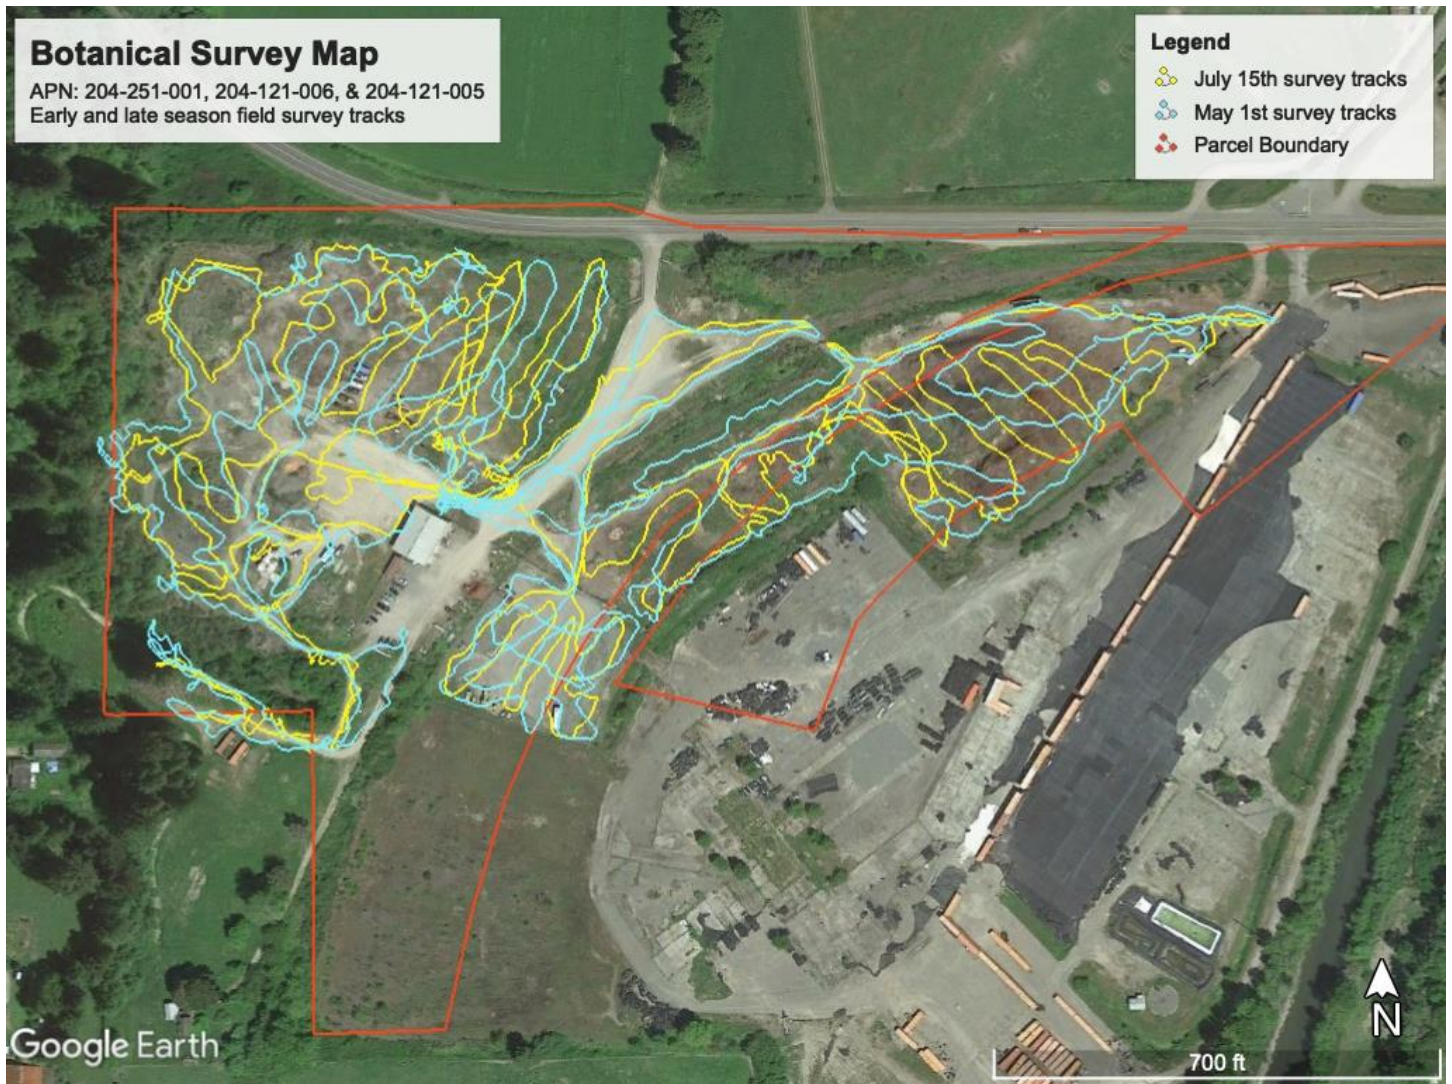 Botanical Survey Map
APN: 204-251-001, 204-121-006, & 204-121-005
Early and late season field survey tracks
Legend
July 15th survey tracks
May 1st survey tracks
Parcel Boundary
N
Google Earth
700 ft